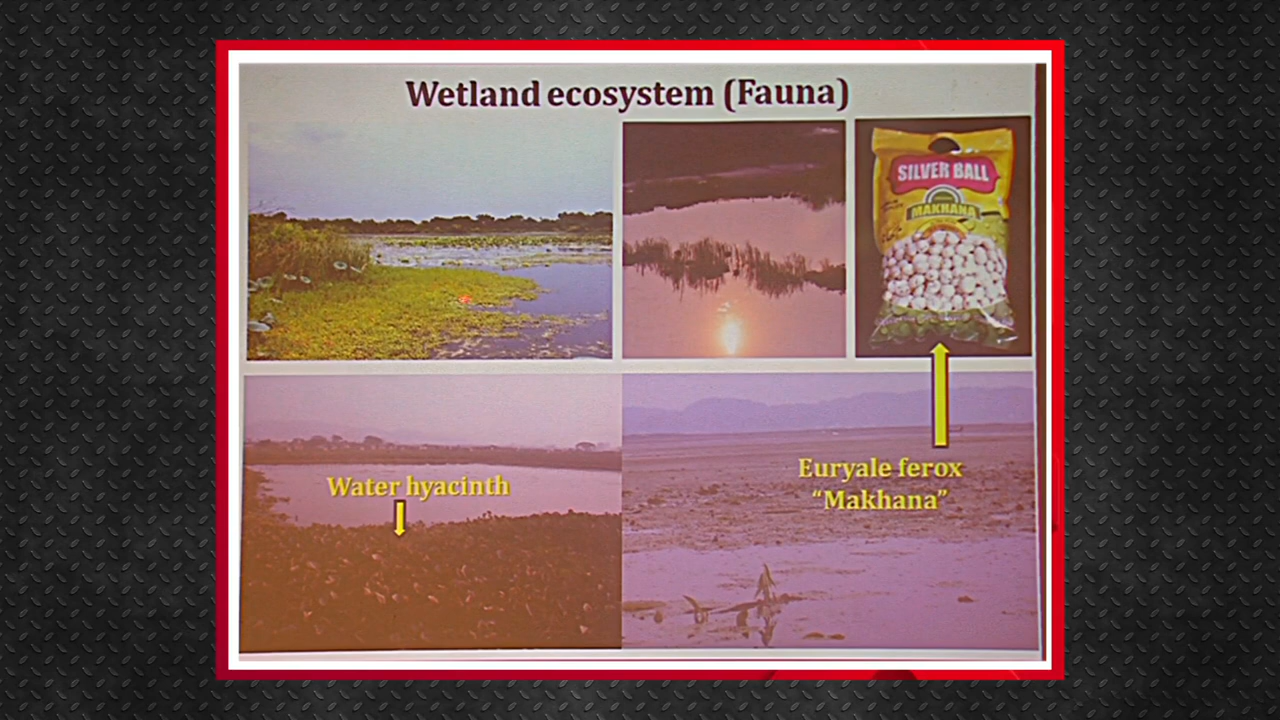 Wetland ecosystem (Fauna)
SILVER BALL
MAKHANA
Water hyacinth
Euryale ferox
“Makhana”